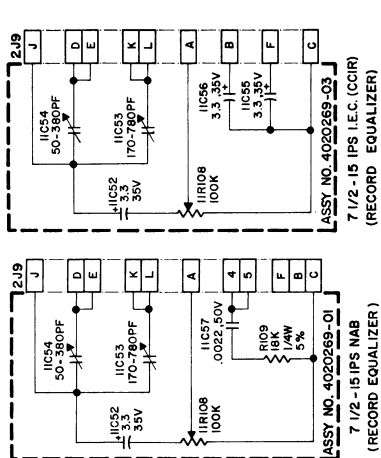 2J9
J
D
E
K
L
A
B
F
C
11C54
50-380PF
11C53
170-780PF
+11C52
3.3
35V
11R108
100K
11C56
3.3,35V
+
11C55
3.3,35V
+
ASSY NO. 4020269-03
7 1/2 - 15 IPS I.E.C. (CCIR)
(RECORD EQUALIZER)
2J9
J
D
E
K
L
A
4
5
F
B
C
11C54
50-380PF
11C53
170-780PF
+11C52
3.3
35V
11R108
100K
11C57
.0022,50V
R109
18K
1/4W
5%
ASSY NO. 4020269-01
7 1/2 - 15 IPS NAB
(RECORD EQUALIZER)